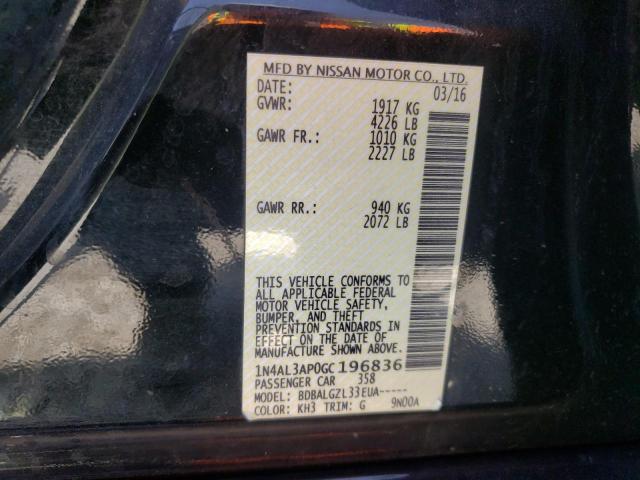 MFD BY NISSAN MOTOR CO., LTD.
DATE: 03/16
GVWR: 1917 KG
4226 LB
GAWR FR.: 1010 KG
2227 LB
GAWR RR.: 940 KG
2072 LB
THIS VEHICLE CONFORMS TO
ALL APPLICABLE FEDERAL
MOTOR VEHICLE SAFETY,
BUMPER, AND THEFT
PREVENTION STANDARDS IN
EFFECT ON THE DATE OF
MANUFACTURE SHOWN ABOVE.
1N4AL3AP0GC196836
PASSENGER CAR 358
MODEL: BDBALGZL33EUA-----
COLOR: KH3 TRIM: G 9N00A